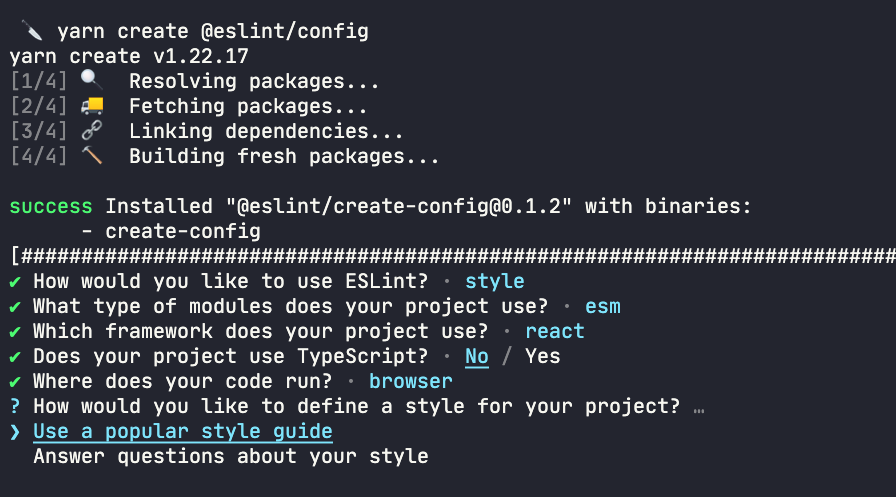 🔪 yarn create @eslint/config
yarn create v1.22.17
[1/4] 🔍 Resolving packages...
[2/4] 🚚 Fetching packages...
[3/4] 🔗 Linking dependencies...
[4/4] 🔨 Building fresh packages...
success Installed "@eslint/create-config@0.1.2" with binaries:
- create-config
[#########################################################################
✔ How would you like to use ESLint? · style
✔ What type of modules does your project use? · esm
✔ Which framework does your project use? · react
✔ Does your project use TypeScript? · No / Yes
✔ Where does your code run? · browser
? How would you like to define a style for your project? …
❯ Use a popular style guide
Answer questions about your style